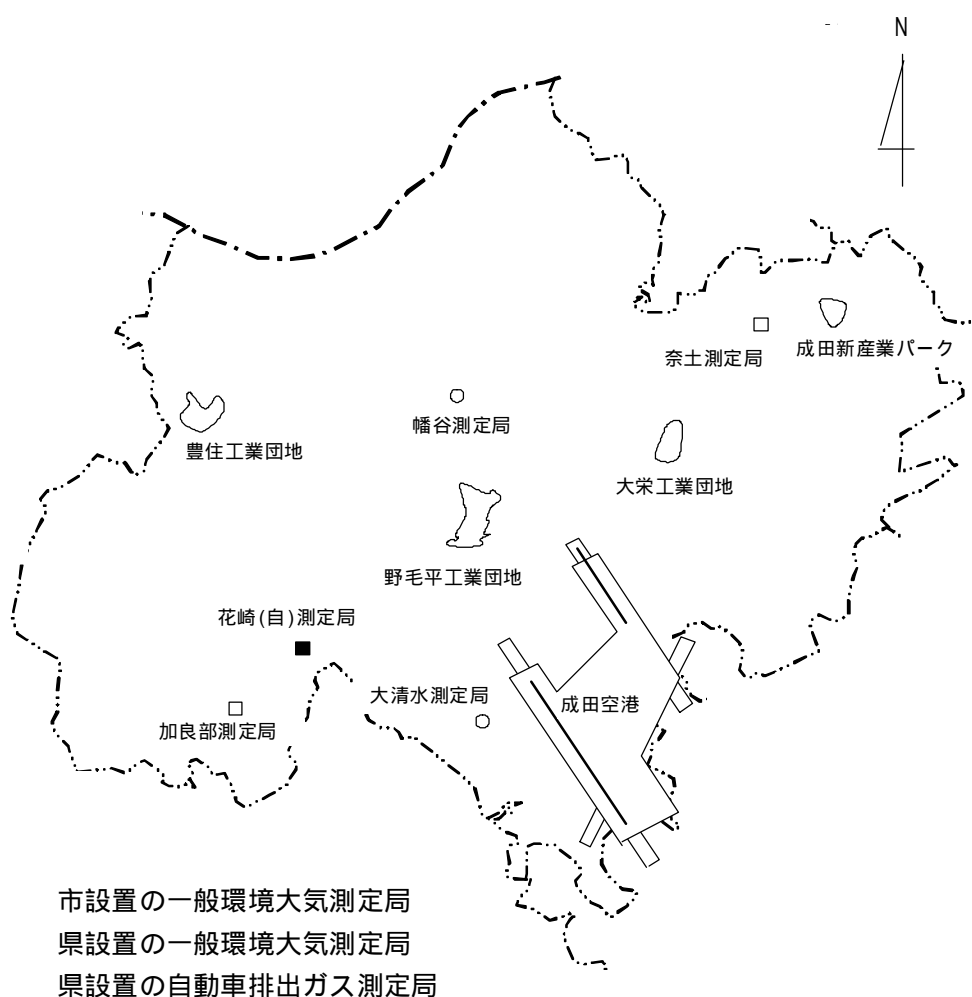 N
奈土測定局
成田新産業パーク
幡谷測定局
豊住工業団地
大栄工業団地
野毛平工業団地
花崎(自)測定局
大清水測定局
成田空港
加良部測定局
市設置の一般環境大気測定局
県設置の一般環境大気測定局
県設置の自動車排出ガス測定局